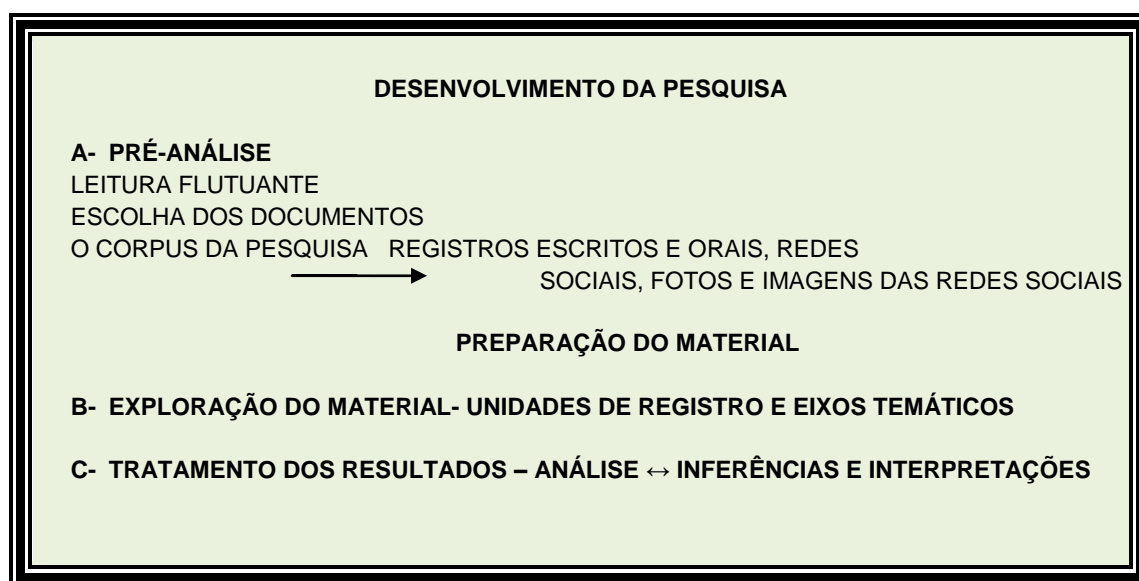 DESENVOLVIMENTO DA PESQUISA
A- PRÉ-ANÁLISE
LEITURA FLUTUANTE
ESCOLHA DOS DOCUMENTOS
O CORPUS DA PESQUISA REGISTROS ESCRITOS E ORAIS, REDES
SOCIAIS, FOTOS E IMAGENS DAS REDES SOCIAIS
PREPARAÇÃO DO MATERIAL
B- EXPLORAÇÃO DO MATERIAL- UNIDADES DE REGISTRO E EIXOS TEMÁTICOS
C- TRATAMENTO DOS RESULTADOS – ANÁLISE ↔ INFERÊNCIAS E INTERPRETAÇÕES